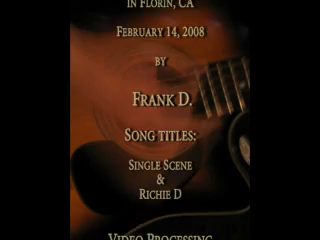 in Florin, CA
February 14, 2008
by
Frank D.
Song titles:
Single Scene
&
Richie D
Video Processing